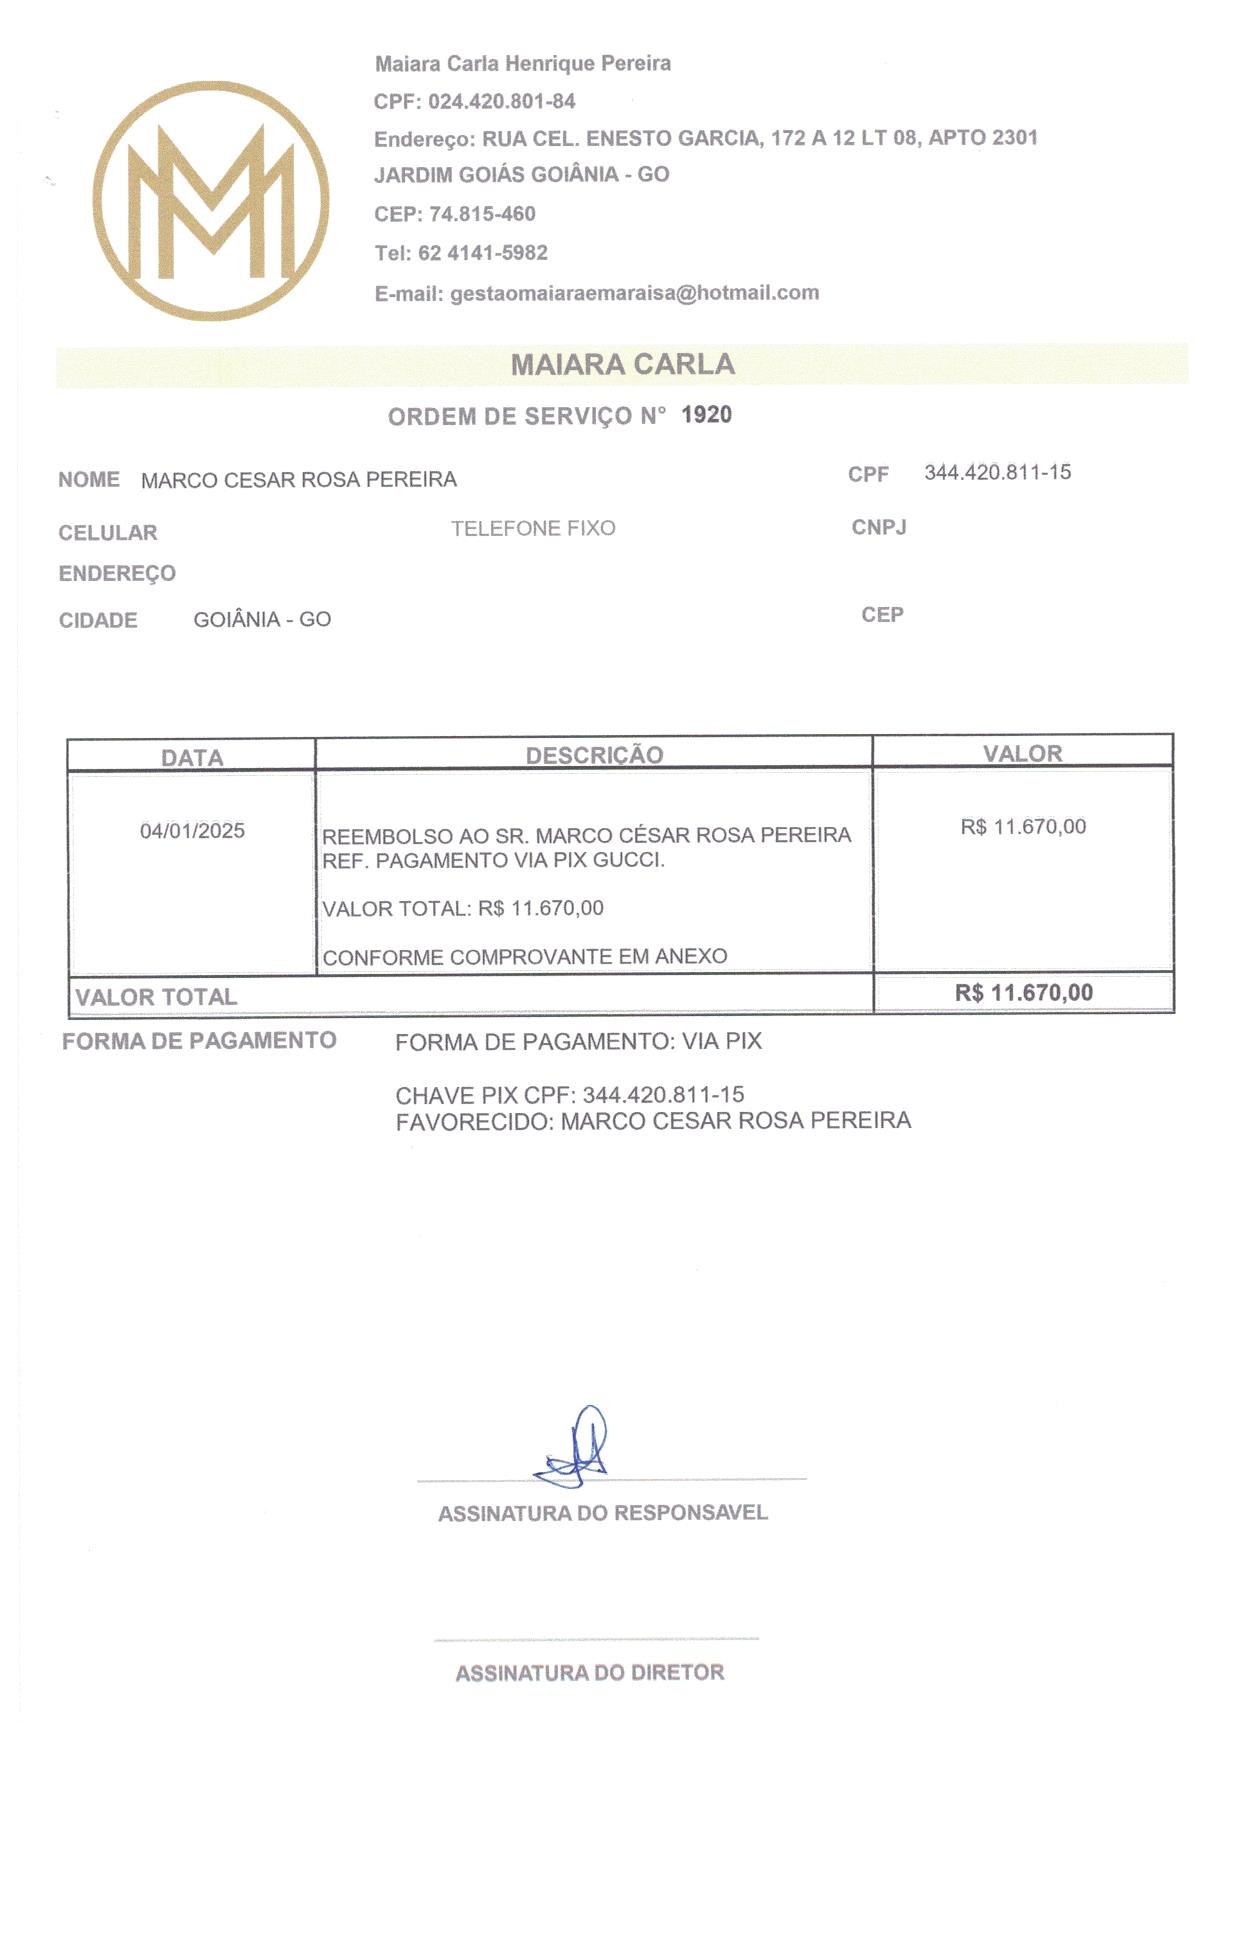 Maiara Carla Henrique Pereira
CPF: 024.420.801-84
Endereço: RUA CEL. ENESTO GARCIA, 172 A 12 LT 08, APTO 2301
JARDIM GOIÁS GOIÂNIA - GO
CEP: 74.815-460
Tel: 62 4141-5982
E-mail: gestaomaiaraemaraisa@hotmail.com
MAIARA CARLA
ORDEM DE SERVIÇO N° 1920
NOME MARCO CESAR ROSA PEREIRA CPF 344.420.811-15
CELULAR TELEFONE FIXO CNPJ
ENDEREÇO
CIDADE GOIÂNIA - GO CEP
DATA DESCRIÇÃO VALOR
04/01/2025 REEMBOLSO AO SR. MARCO CÉSAR ROSA PEREIRA R$ 11.670,00
REF. PAGAMENTO VIA PIX GUCCI.
VALOR TOTAL: R$ 11.670,00
CONFORME COMPROVANTE EM ANEXO
VALOR TOTAL R$ 11.670,00
FORMA DE PAGAMENTO FORMA DE PAGAMENTO: VIA PIX
CHAVE PIX CPF: 344.420.811-15
FAVORECIDO: MARCO CESAR ROSA PEREIRA
ASSINATURA DO RESPONSAVEL
ASSINATURA DO DIRETOR